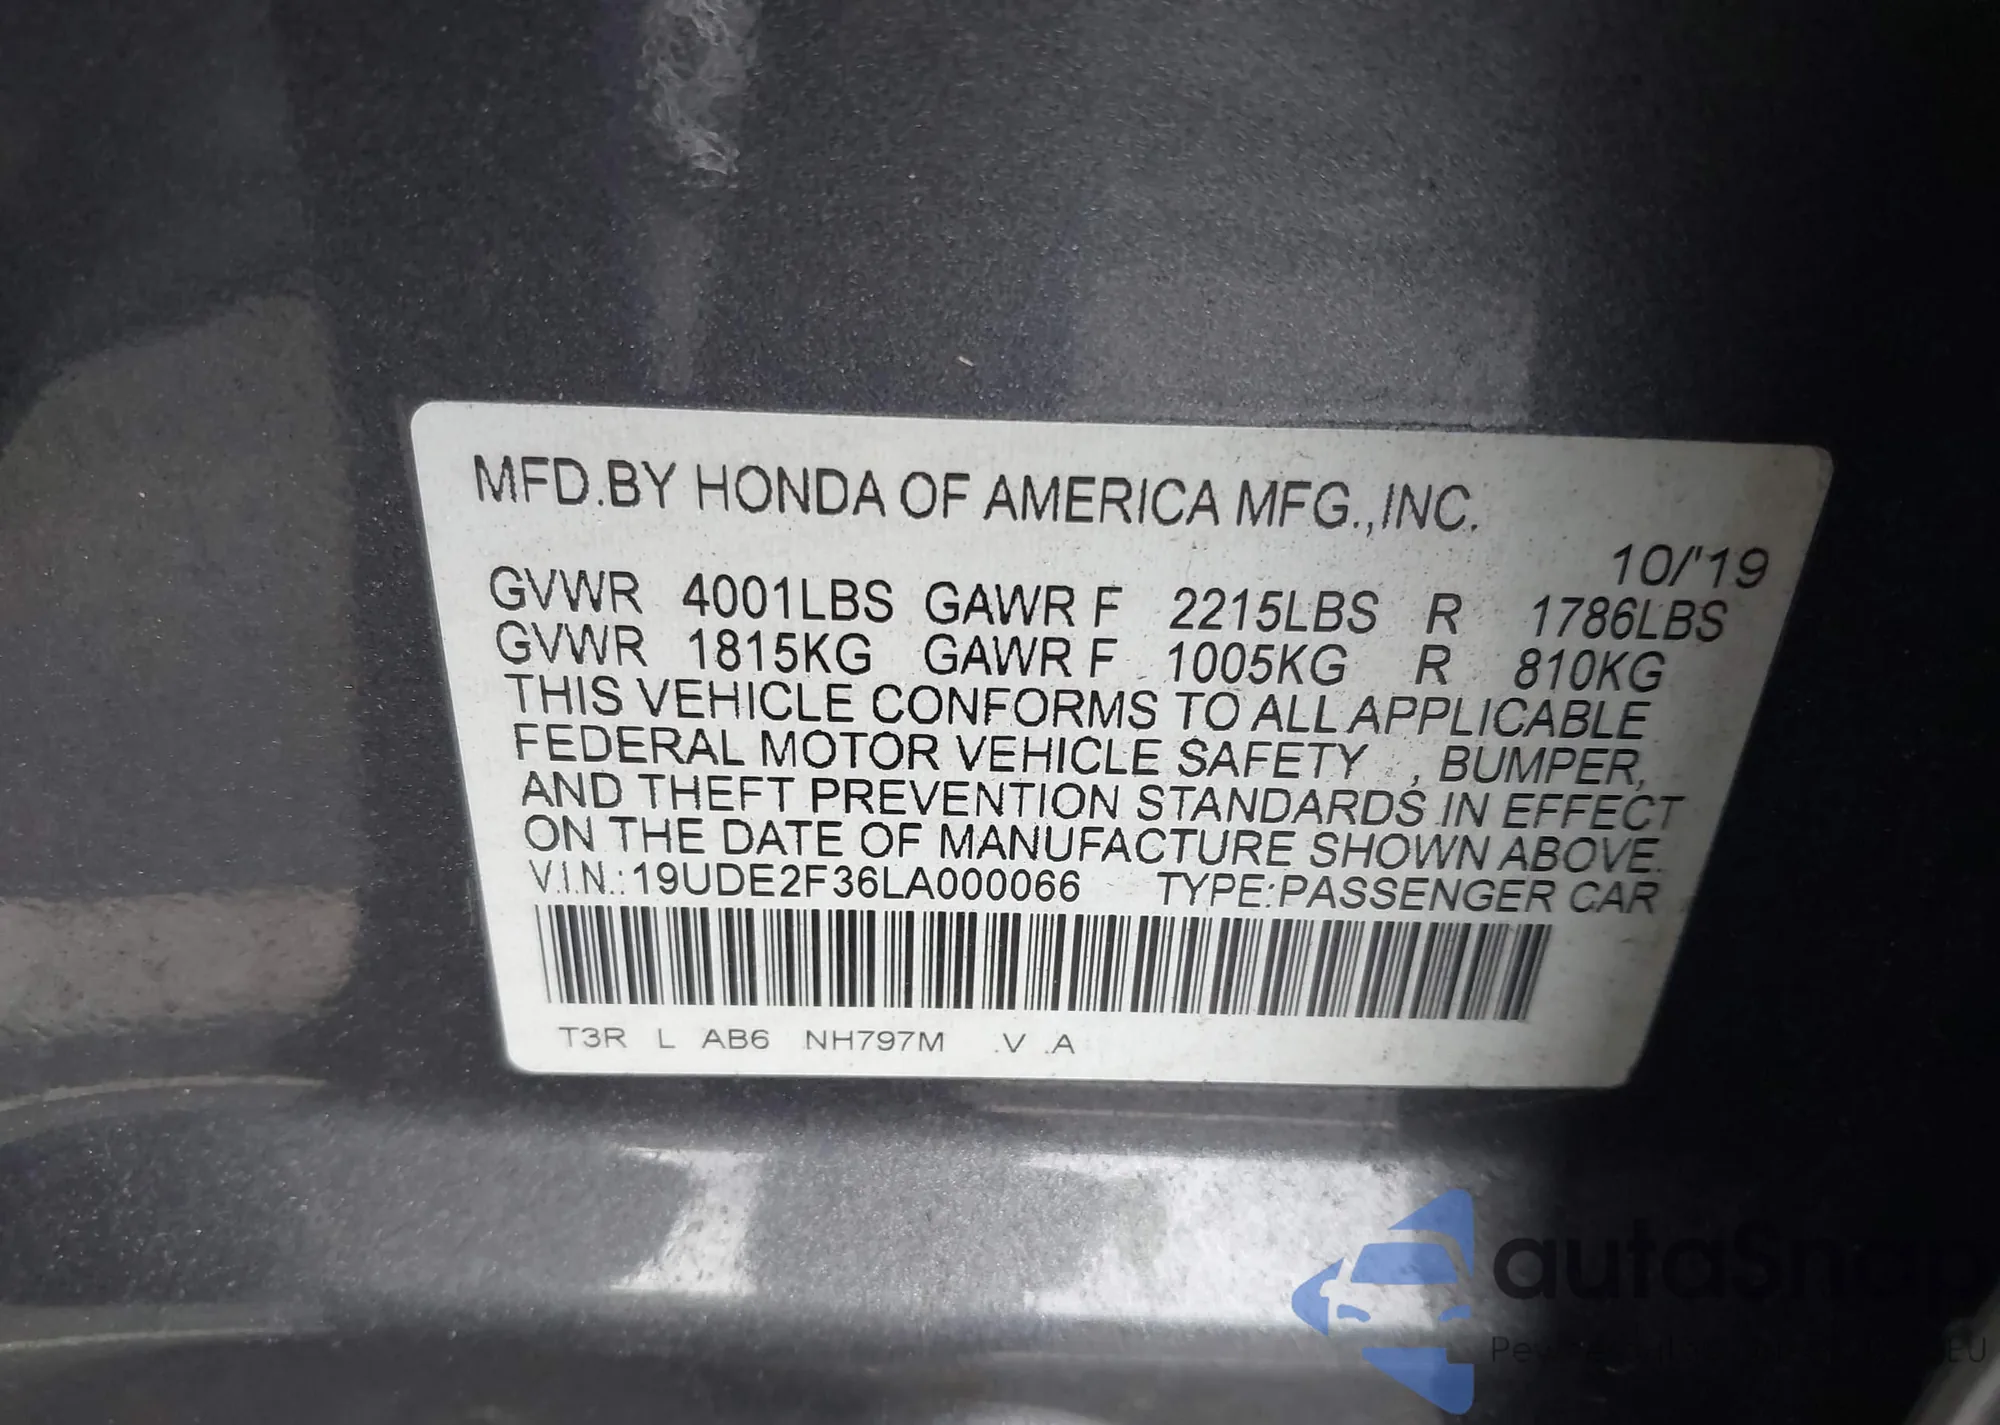 MFD.BY HONDA OF AMERICA MFG.,INC.
10/'19
GVWR 4001LBS GAWR F 2215LBS R 1786LBS
GVWR 1815KG GAWR F 1005KG R 810KG
THIS VEHICLE CONFORMS TO ALL APPLICABLE
FEDERAL MOTOR VEHICLE SAFETY , BUMPER,
AND THEFT PREVENTION STANDARDS IN EFFECT
ON THE DATE OF MANUFACTURE SHOWN ABOVE.
V.I.N.:19UDE2F36LA000066 TYPE:PASSENGER CAR
T3R L AB6 NH797M .V .A
autaSnap
EU